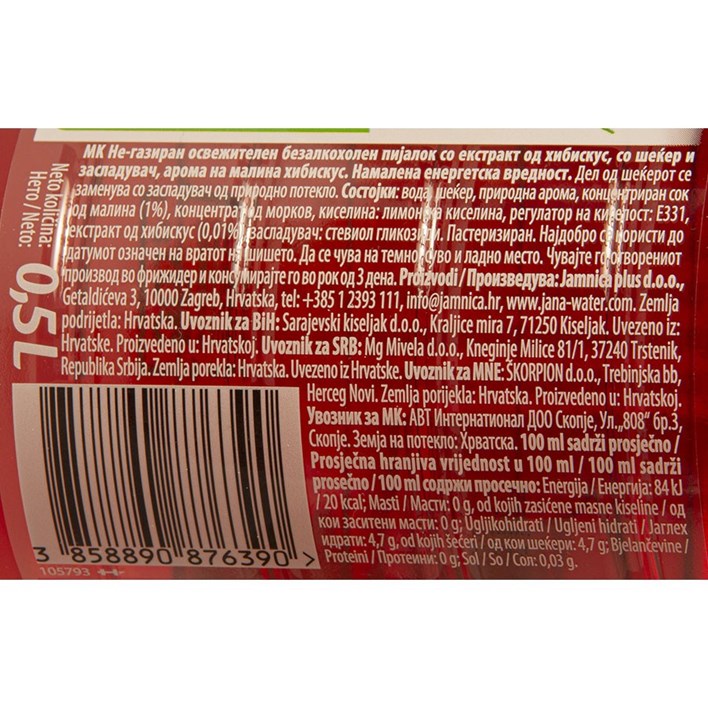 MK Не-газиран освежителен безалкохолен пијалок со екстракт од хибискус, со шеќер и
засладувач, арома на малина хибискус. Намалена енергетска вредност. Дел од шеќерот се
заменува со засладувач од природно потекло. Состојки: вода, шеќер, природна арома, концентриран сок
од малина (1%), концентрат од морков, киселина: лимонска киселина, регулатор на киселост: E331,
екстракт од хибискус (0,01%), засладувач: стевиол гликозиди. Пастеризиран. Најдобро се користи до
датумот означен на вратот на шишето. Да се чува на темно, суво и ладно место. Чувајте го отворениот
производ во фрижидер и консумирајте го во рок од 3 дена. Proizvodi / Произведува: Jamnica plus d.o.o.,
Getaldićeva 3, 10000 Zagreb, Hrvatska, tel: +385 1 2393 111, info@jamnica.hr, www.jana-water.com. Zemlja
podrijetla: Hrvatska. Uvoznik za BiH: Sarajevski kiseljak d.o.o., Kraljice mira 7, 71250 Kiseljak. Uvezeno iz:
Hrvatske. Proizvedeno u: Hrvatskoj. Uvoznik za SRB: Mg Mivela d.o.o., Kneginje Milice 81/1, 37240 Trstenik,
Republika Srbija. Zemlja porekla: Hrvatska. Uvezeno iz Hrvatske. Uvoznik za MNE: ŠKORPION d.o.o., Trebinjska bb,
Herceg Novi. Zemlja porijekla: Hrvatska. Proizvedeno u: Hrvatskoj.
Увозник за МК: АВТ Интернационал ДОО Скопје, Ул.„808“ бр.3,
Скопје. Земја на потекло: Хрватска. 100 ml sadrži prosječno /
Prosječna hranjiva vrijednost u 100 ml / 100 ml sadrži
prosečno / 100 ml содржи просечно: Energija / Енергија: 84 kJ
/ 20 kcal; Masti / Масти: 0 g, od kojih zasićene masne kiseline / од
кои заситени масти: 0 g; Ugljikohidrati / Ugljeni hidrati / Јаглех
идрати: 4,7 g, od kojih šećeri / од кои шеќери: 4,7 g; Bjelančevine /
Proteini / Протеини: 0 g; Sol / So / Сол: 0,03 g.
Neto količina:
Нето / Neto:
0,5L
3 858890 876390 >
105793